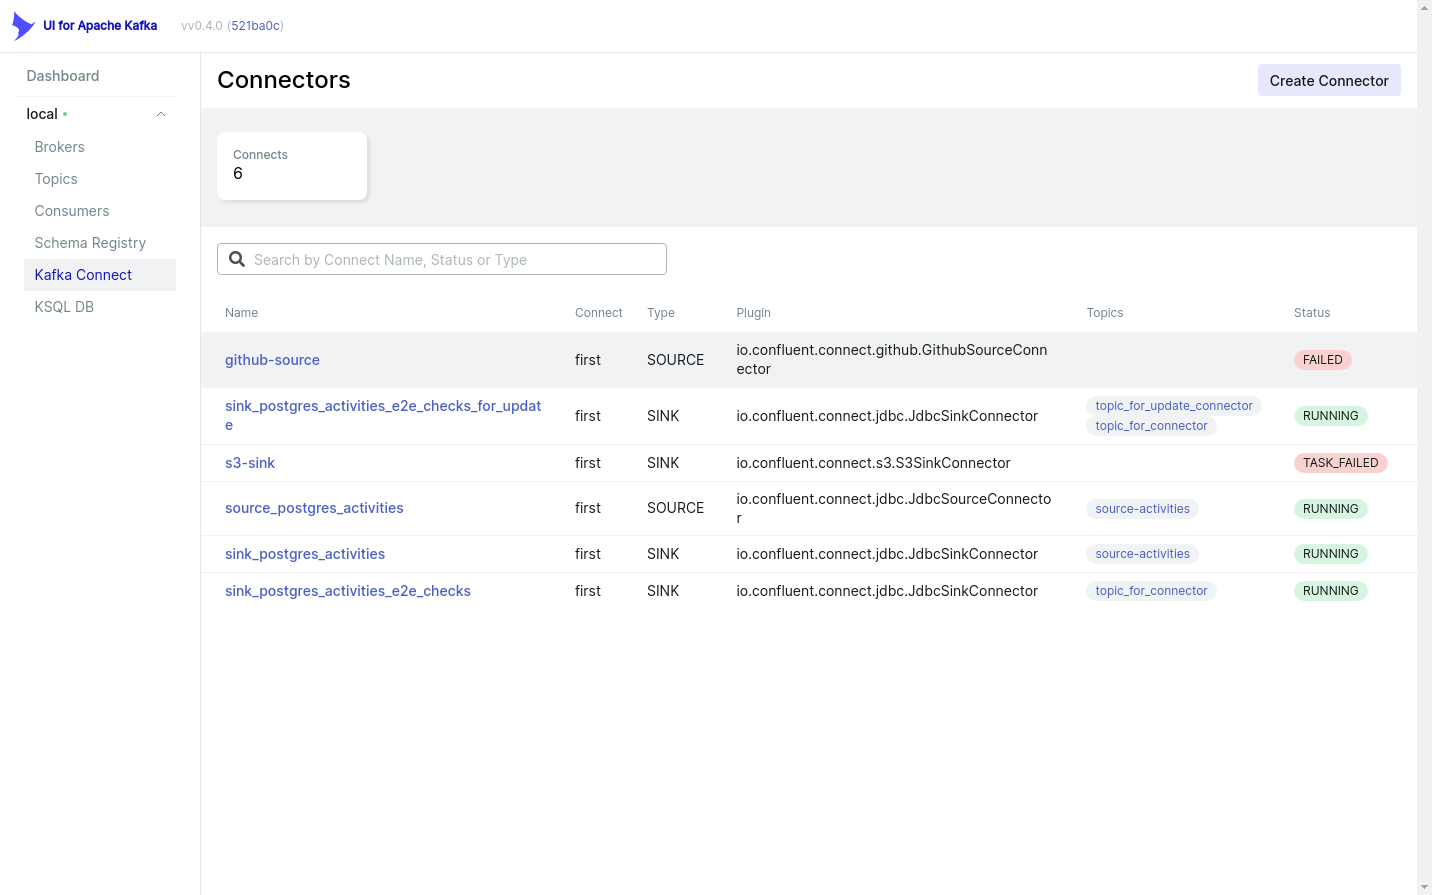 UI for Apache Kafka vv0.4.0 (521ba0c)
Dashboard
local
Brokers
Topics
Consumers
Schema Registry
Kafka Connect
KSQL DB
Connectors
Create Connector
Connects
6
Search by Connect Name, Status or Type
Name Connect Type Plugin Topics Status
github-source first SOURCE io.confluent.connect.github.GithubSourceConn
ector
FAILED
sink_postgres_activities_e2e_checks_for_updat
e
first SINK io.confluent.connect.jdbc.JdbcSinkConnector
topic_for_update_connector
topic_for_connector
RUNNING
s3-sink first SINK io.confluent.connect.s3.S3SinkConnector TASK_FAILED
source_postgres_activities first SOURCE io.confluent.connect.jdbc.JdbcSourceConnecto
r
source-activities RUNNING
sink_postgres_activities first SINK io.confluent.connect.jdbc.JdbcSinkConnector source-activities RUNNING
sink_postgres_activities_e2e_checks first SINK io.confluent.connect.jdbc.JdbcSinkConnector topic_for_connector RUNNING